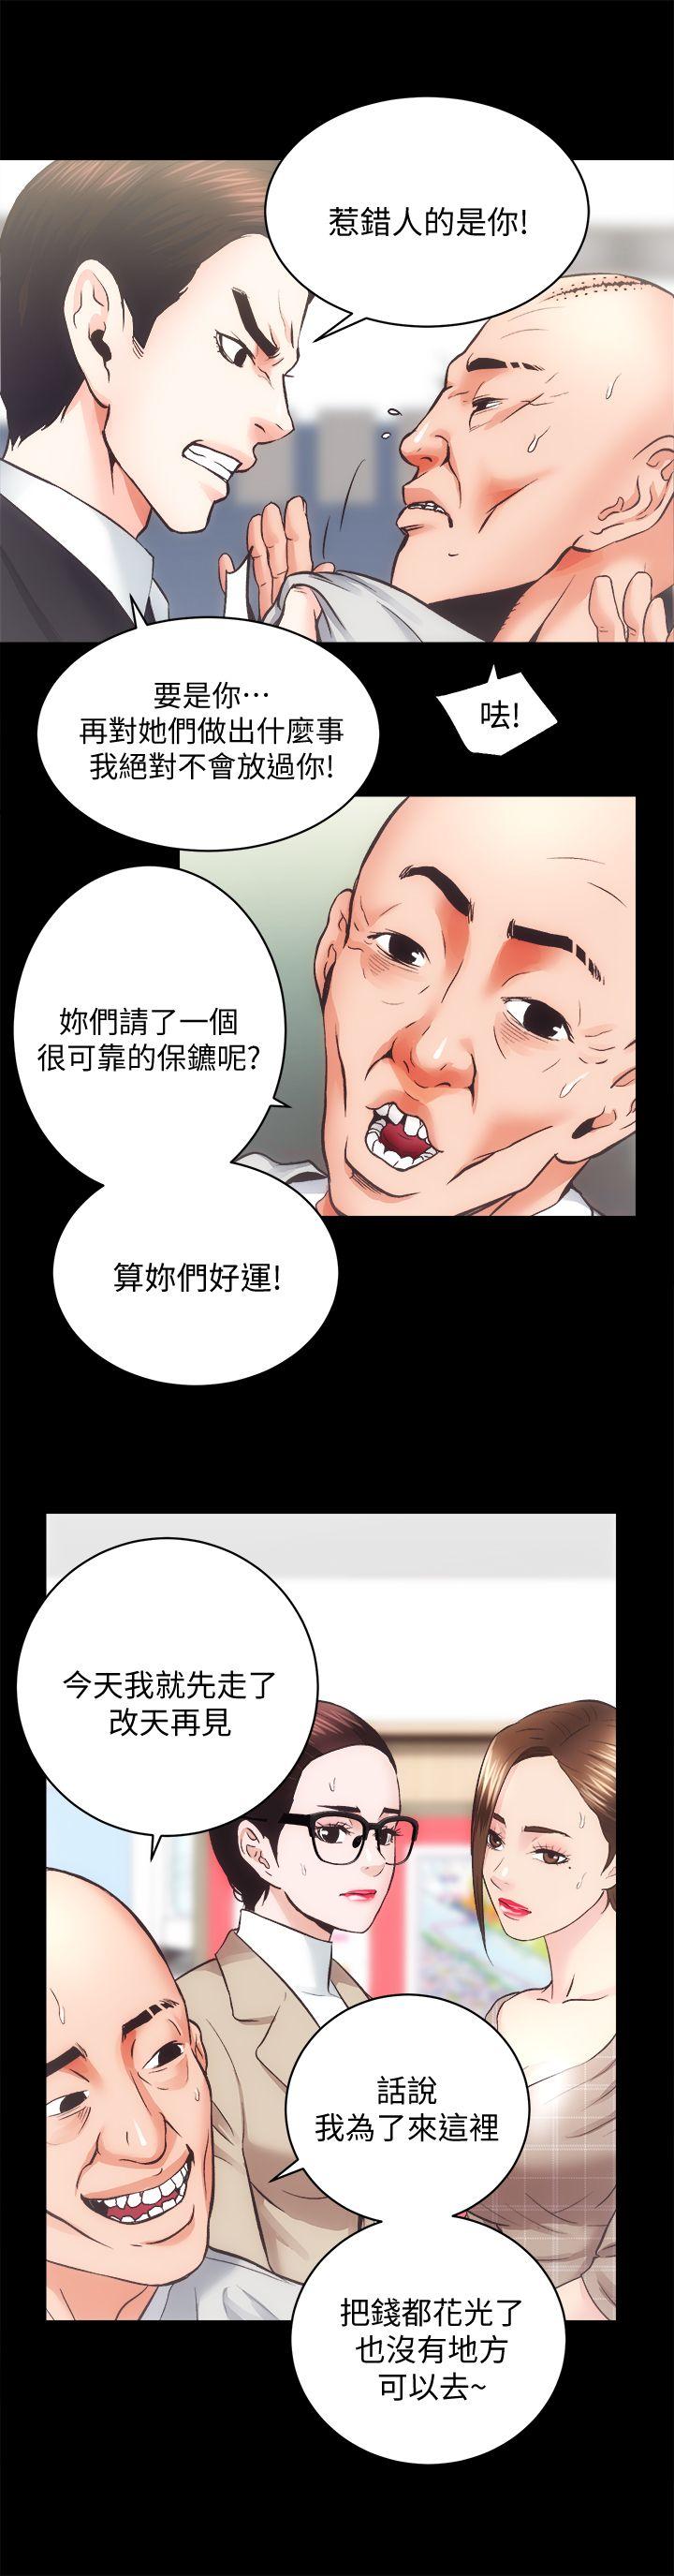 惹錯人的是你!
要是你…
再對她們做出什麼事
我絕對不會放過你!
呿!
妳們請了一個
很可靠的保鑣呢?
算妳們好運!
今天我就先走了
改天再見
話說
我為了來這裡
把錢都花光了
也沒有地方
可以去~